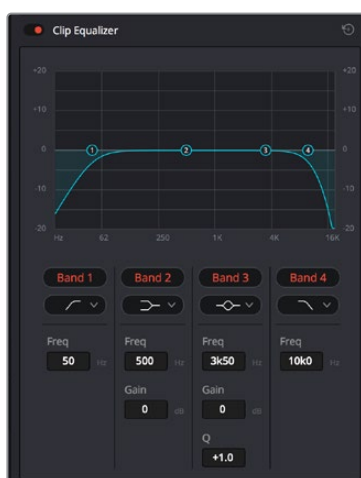 Clip Equalizer
+20 +20
+10 +10
0 0
-10 -10
-20 -20
Hz 62 250 1K 4K 16K
1 2 3 4
Band 1 Band 2 Band 3 Band 4
Freq Freq Freq Freq
50 Hz 500 Hz 3k50 Hz 10k0 Hz
Gain Gain
0 dB 0 dB
Q
+1.0